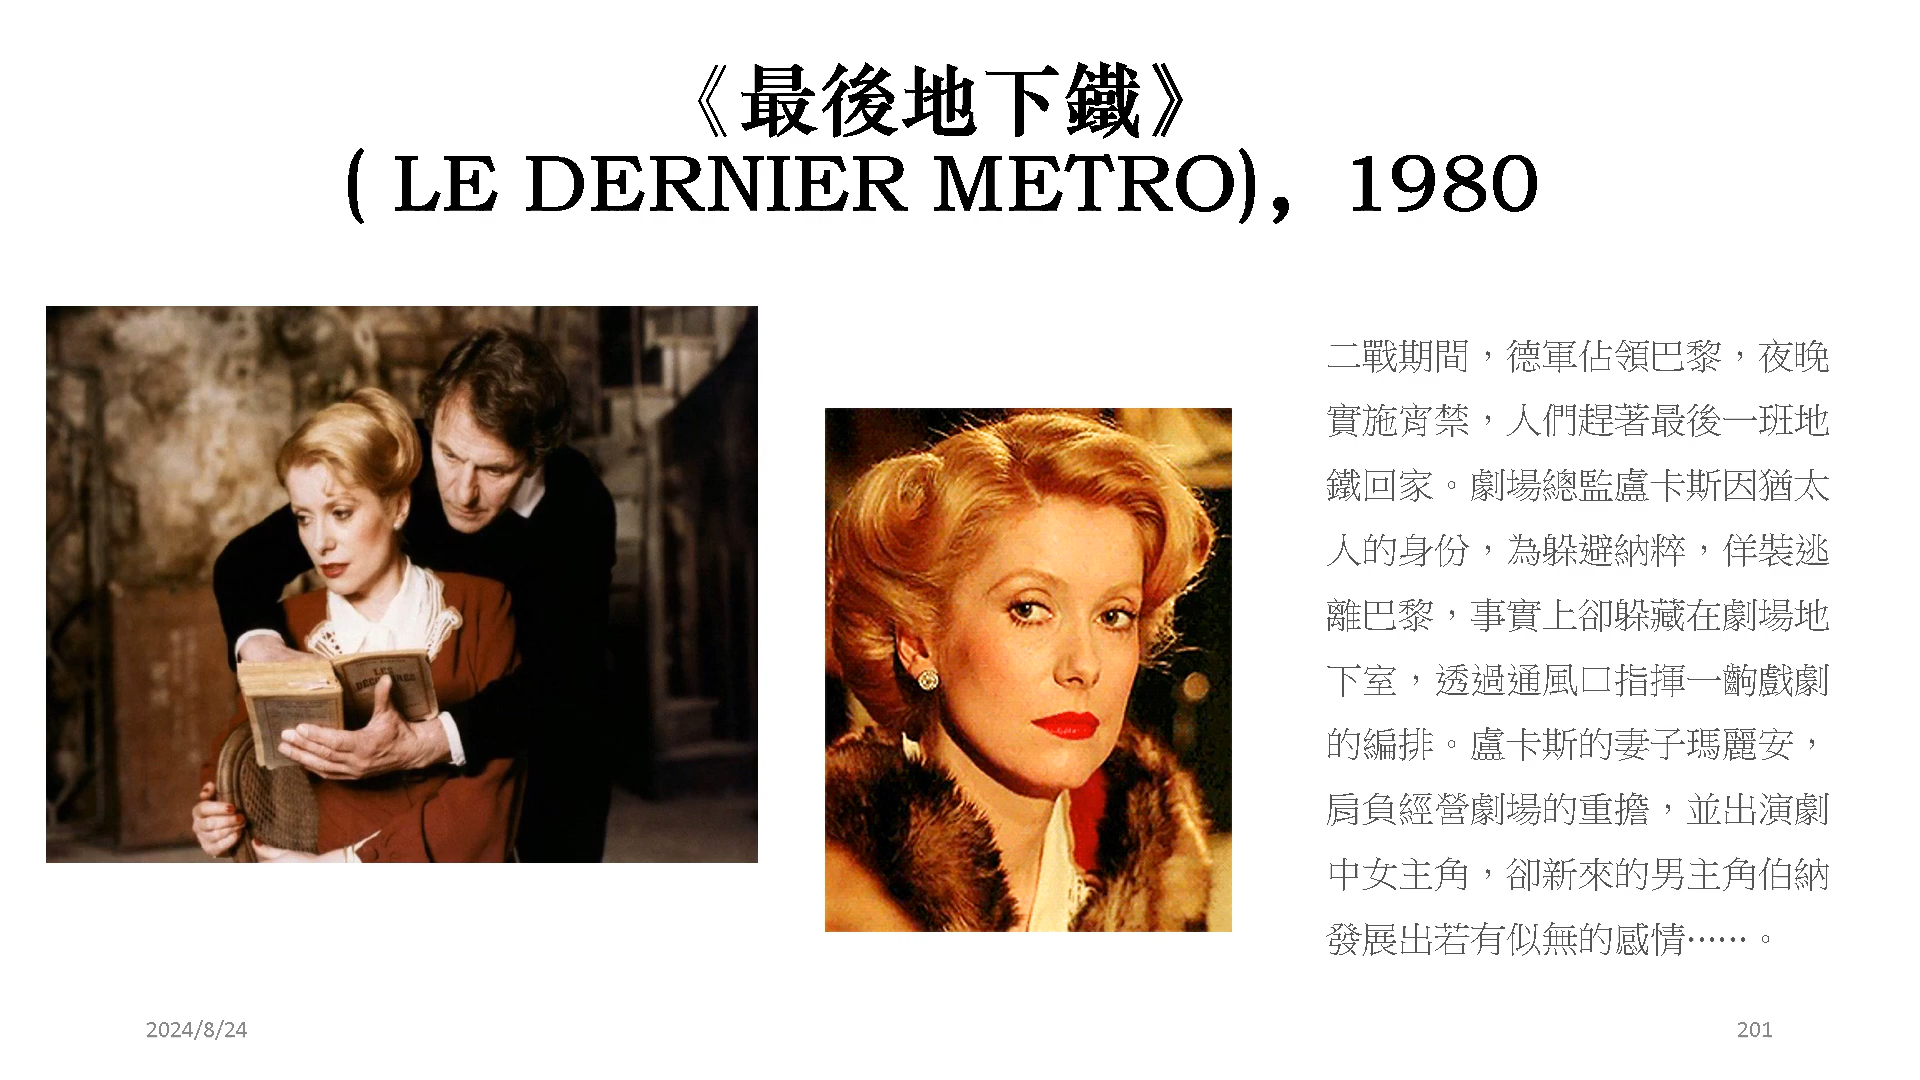 《最後地下鐵》
( LE DERNIER METRO)，1980
LES
二戰期間，德軍佔領巴黎，夜晚
實施宵禁，人們趕著最後一班地
鐵回家。劇場總監盧卡斯因猶太
人的身份，為躲避納粹，佯裝逃
離巴黎，事實上卻躲藏在劇場地
下室，透過通風口指揮一齣戲劇
的編排。盧卡斯的妻子瑪麗安，
肩負經營劇場的重擔，並出演劇
中女主角，卻新來的男主角伯納
發展出若有似無的感情……。
2024/8/24
201